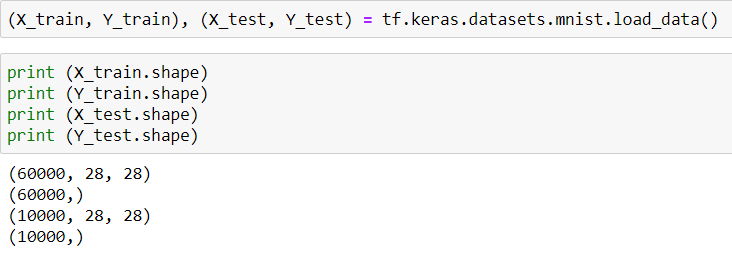 (X_train, Y_train), (X_test, Y_test) = tf.keras.datasets.mnist.load_data()
print (X_train.shape)
print (Y_train.shape)
print (X_test.shape)
print (Y_test.shape)
(60000, 28, 28)
(60000,)
(10000, 28, 28)
(10000,)